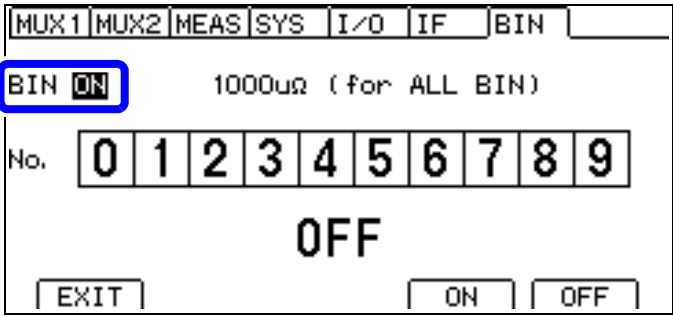 MUX1 MUX2 MEAS SYS I/O IF BIN
BIN ON 1000uΩ (for ALL BIN)
No. 0 1 2 3 4 5 6 7 8 9
OFF
EXIT ON OFF